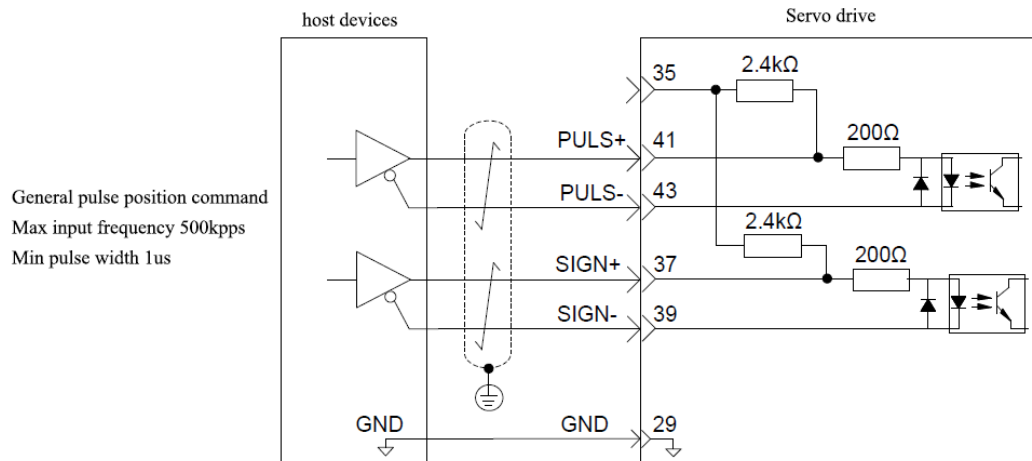 host devices
Servo drive
35
2.4kΩ
PULS+
41
200Ω
PULS-
43
General pulse position command
Max input frequency 500kpps
Min pulse width 1us
2.4kΩ
SIGN+
37
200Ω
SIGN-
39
GND
GND
29